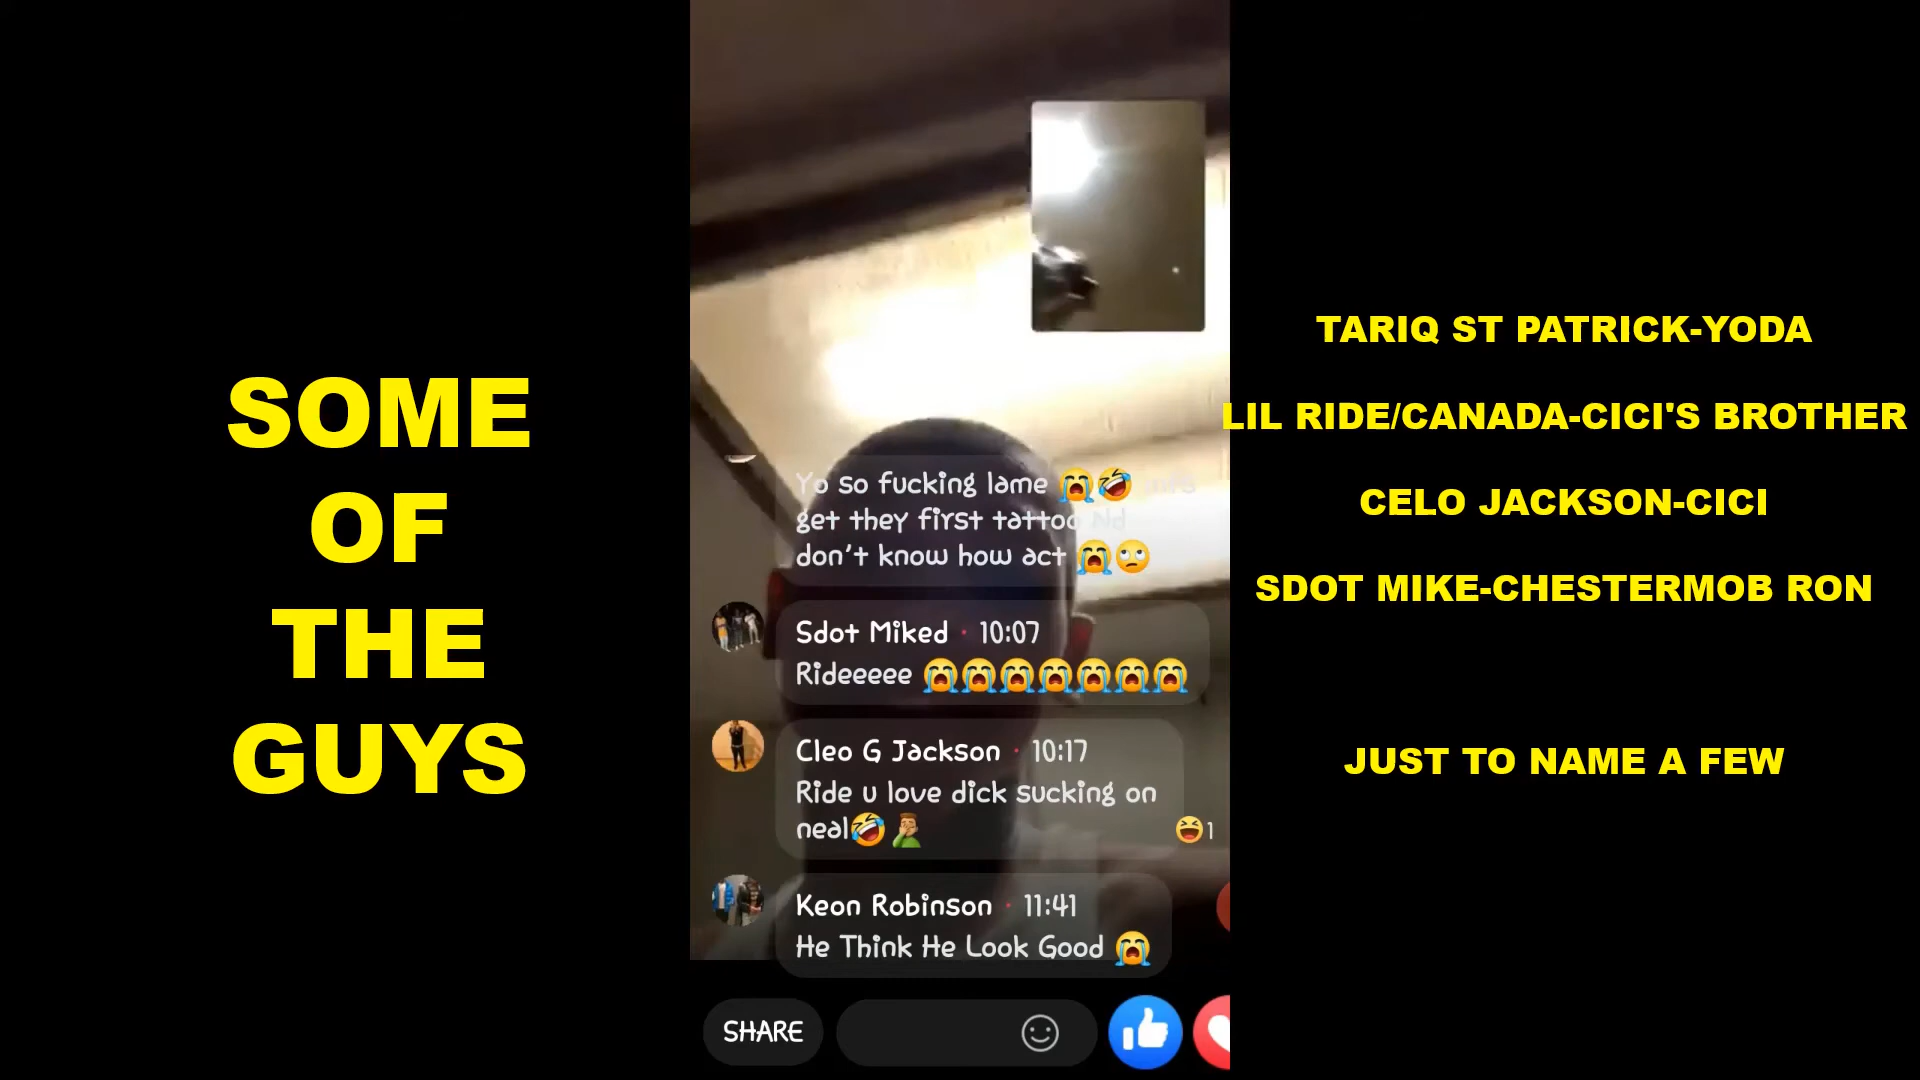 SOME
OF
THE
GUYS
Yo so fucking lame 😭🤣
get they first tattoo Nd
don't know how act 😭🙄
Sdot Miked · 10:07
Rideeeee 😭😭😭😭😭😭😭
Cleo G Jackson · 10:17
Ride u love dick sucking on
neal🤣🤦🏼‍♂️
1
Keon Robinson · 11:41
He Think He Look Good 😭
SHARE
TARIQ ST PATRICK-YODA
LIL RIDE/CANADA-CICI'S BROTHER
CELO JACKSON-CICI
SDOT MIKE-CHESTERMOB RON
JUST TO NAME A FEW